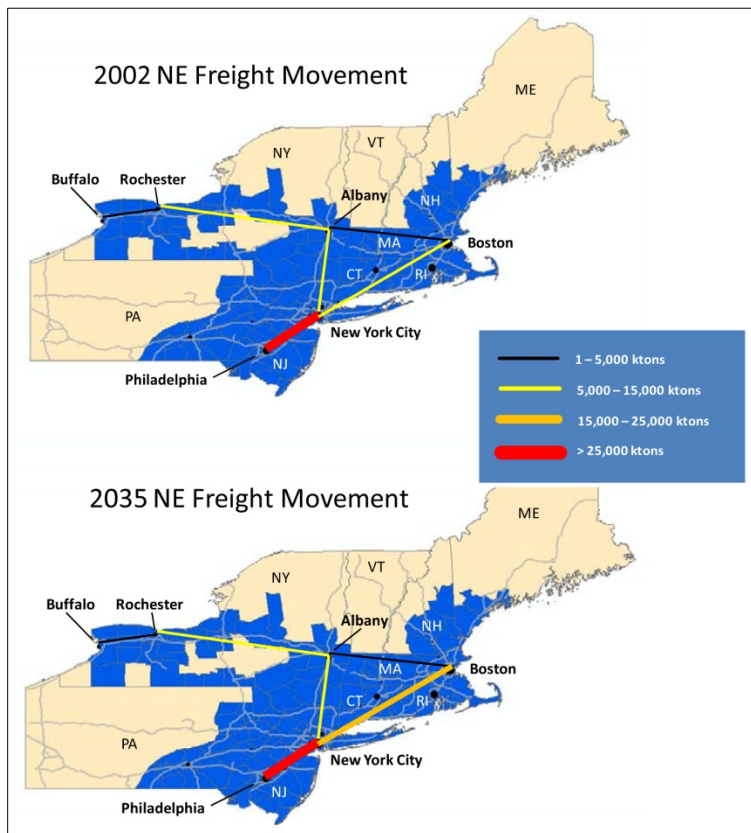 2002 NE Freight Movement
ME
NY
VT
Buffalo
Rochester
Albany
NH
MA
Boston
CT
RI
PA
New York City
Philadelphia
NJ
1 – 5,000 ktons
5,000 – 15,000 ktons
15,000 – 25,000 ktons
> 25,000 ktons
2035 NE Freight Movement
ME
NY
VT
Buffalo
Rochester
Albany
NH
MA
Boston
CT
RI
PA
New York City
Philadelphia
NJ